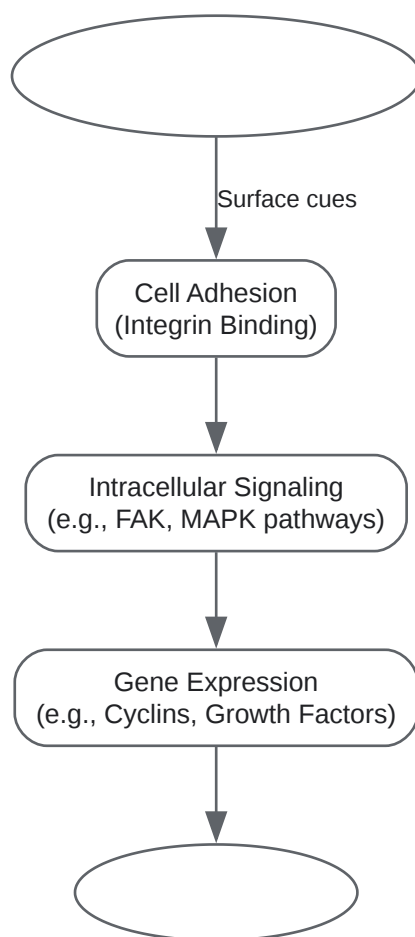 Surface cues
Cell Adhesion
(Integrin Binding)
Intracellular Signaling
(e.g., FAK, MAPK pathways)
Gene Expression
(e.g., Cyclins, Growth Factors)